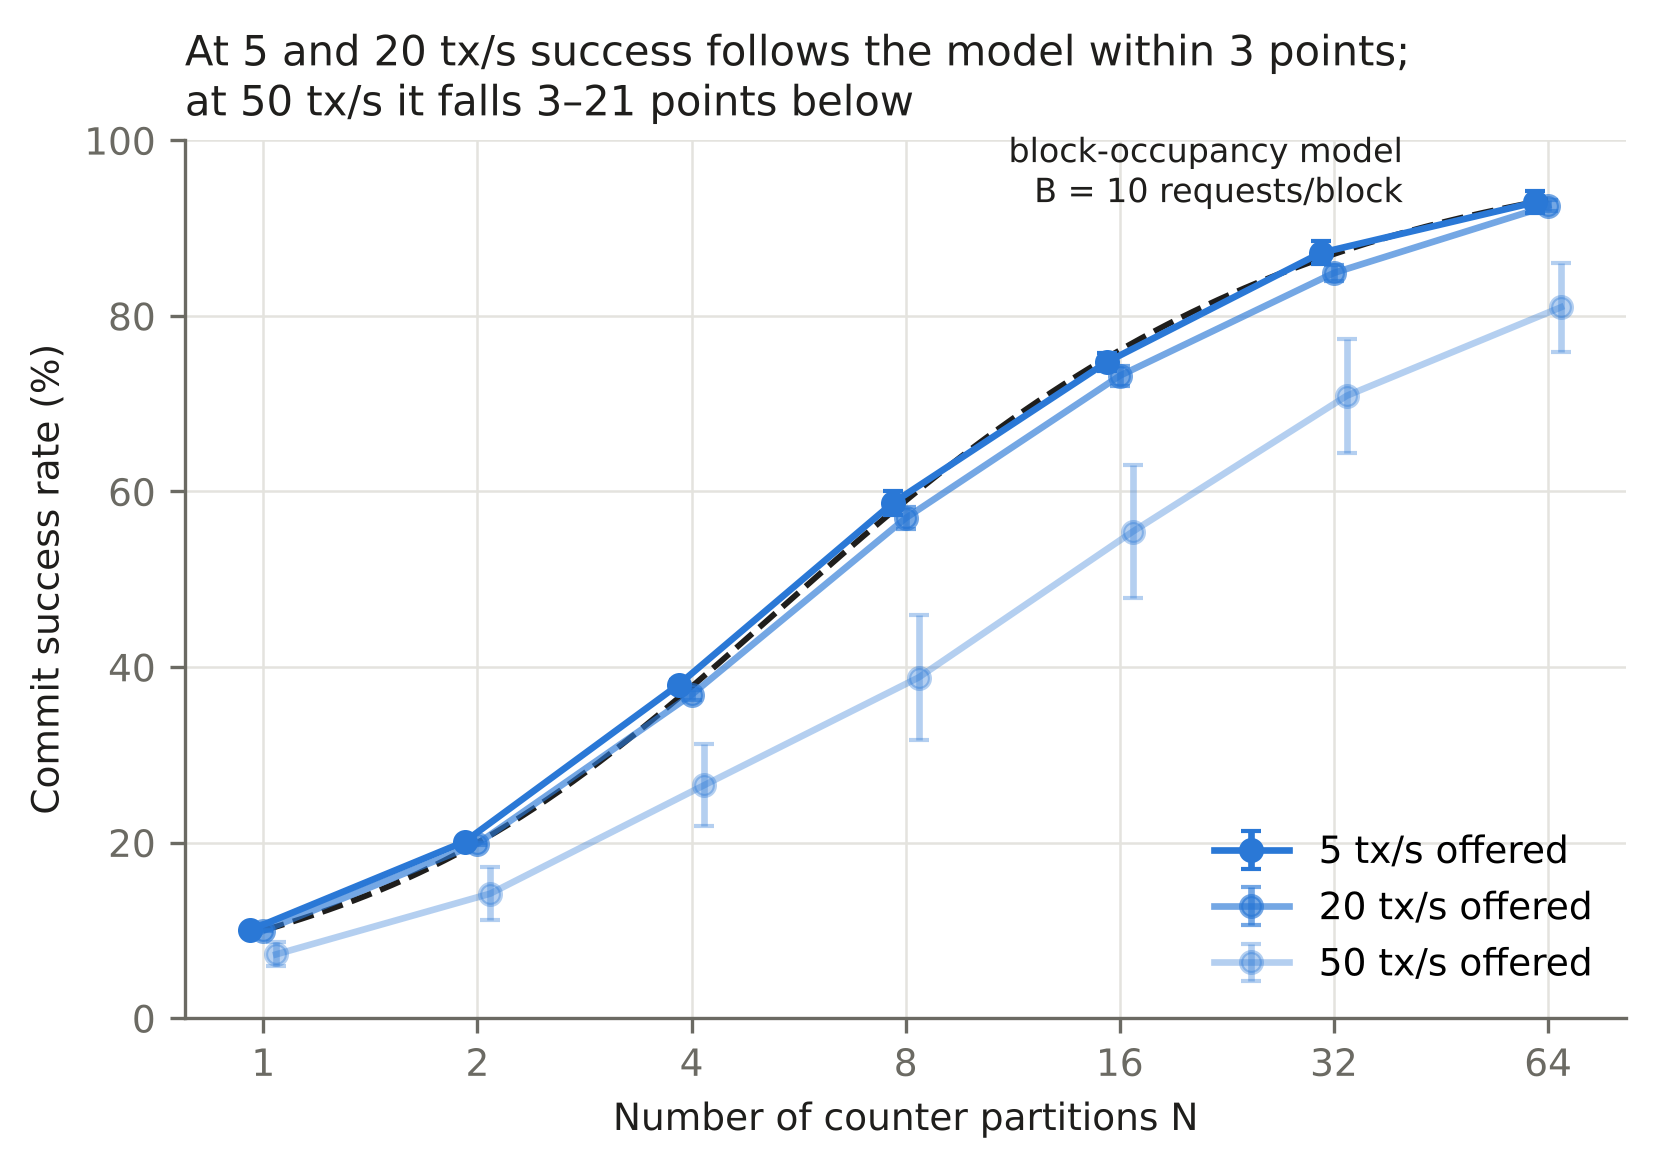 At 5 and 20 tx/s success follows the model within 3 points;
at 50 tx/s it falls 3–21 points below
block-occupancy model
B = 10 requests/block
Commit success rate (%)
100
80
60
40
20
0
5 tx/s offered
20 tx/s offered
50 tx/s offered
1 2 4 8 16 32 64
Number of counter partitions N